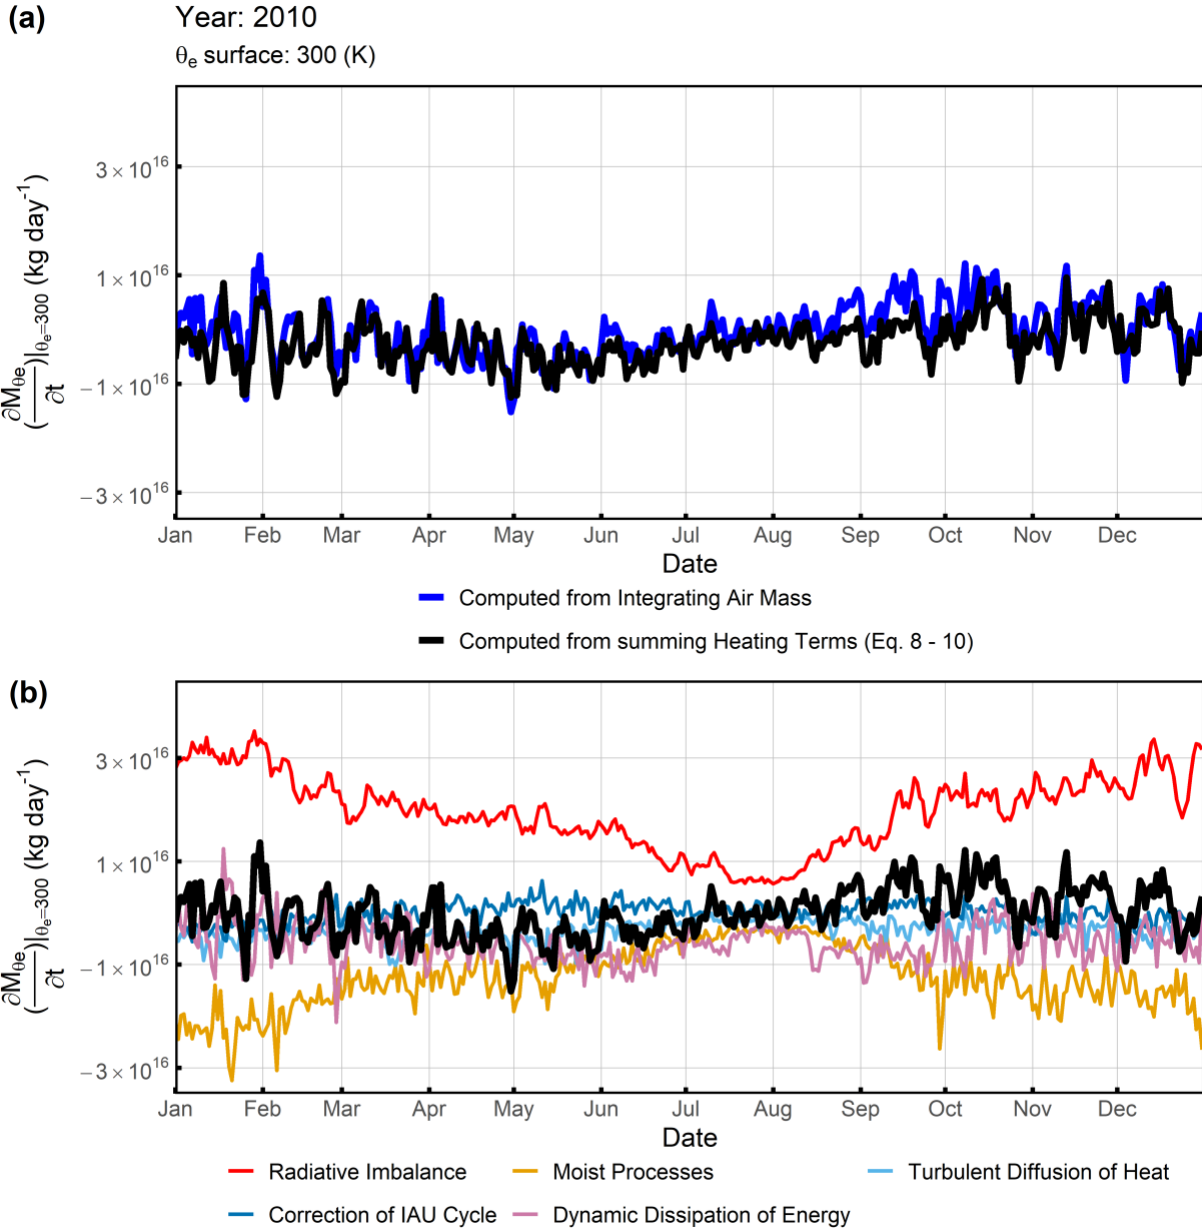 (a)
Year: 2010
θe surface: 300 (K)
(∂Mθe/∂t)|θe=300 (kg day-1)
3 × 10^16
1 × 10^16
−1 × 10^16
−3 × 10^16
Jan Feb Mar Apr May Jun Jul Aug Sep Oct Nov Dec
Date
Computed from Integrating Air Mass
Computed from summing Heating Terms (Eq. 8 - 10)
(b)
(∂Mθe/∂t)|θe=300 (kg day-1)
3 × 10^16
1 × 10^16
−1 × 10^16
−3 × 10^16
Jan Feb Mar Apr May Jun Jul Aug Sep Oct Nov Dec
Date
Radiative Imbalance Moist Processes Turbulent Diffusion of Heat
Correction of IAU Cycle Dynamic Dissipation of Energy